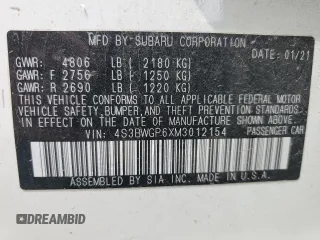 MFD BY SUBARU CORPORATION
DATE 01/21
GVWR: 4806 LB ( 2180 KG)
GAWR: F 2756 LB ( 1250 KG)
GAWR: R 2690 LB ( 1220 KG)
THIS VEHICLE CONFORMS TO ALL APPLICABLE FEDERAL MOTOR
VEHICLE SAFETY, BUMPER, AND THEFT PREVENTION STANDARDS
IN EFFECT ON THE DATE OF MANUFACTURE SHOWN ABOVE.
VIN: 4S3BWGP6XM3012154 PASSENGER CAR
ASSEMBLED BY SIA INC. MADE IN U.S.A.